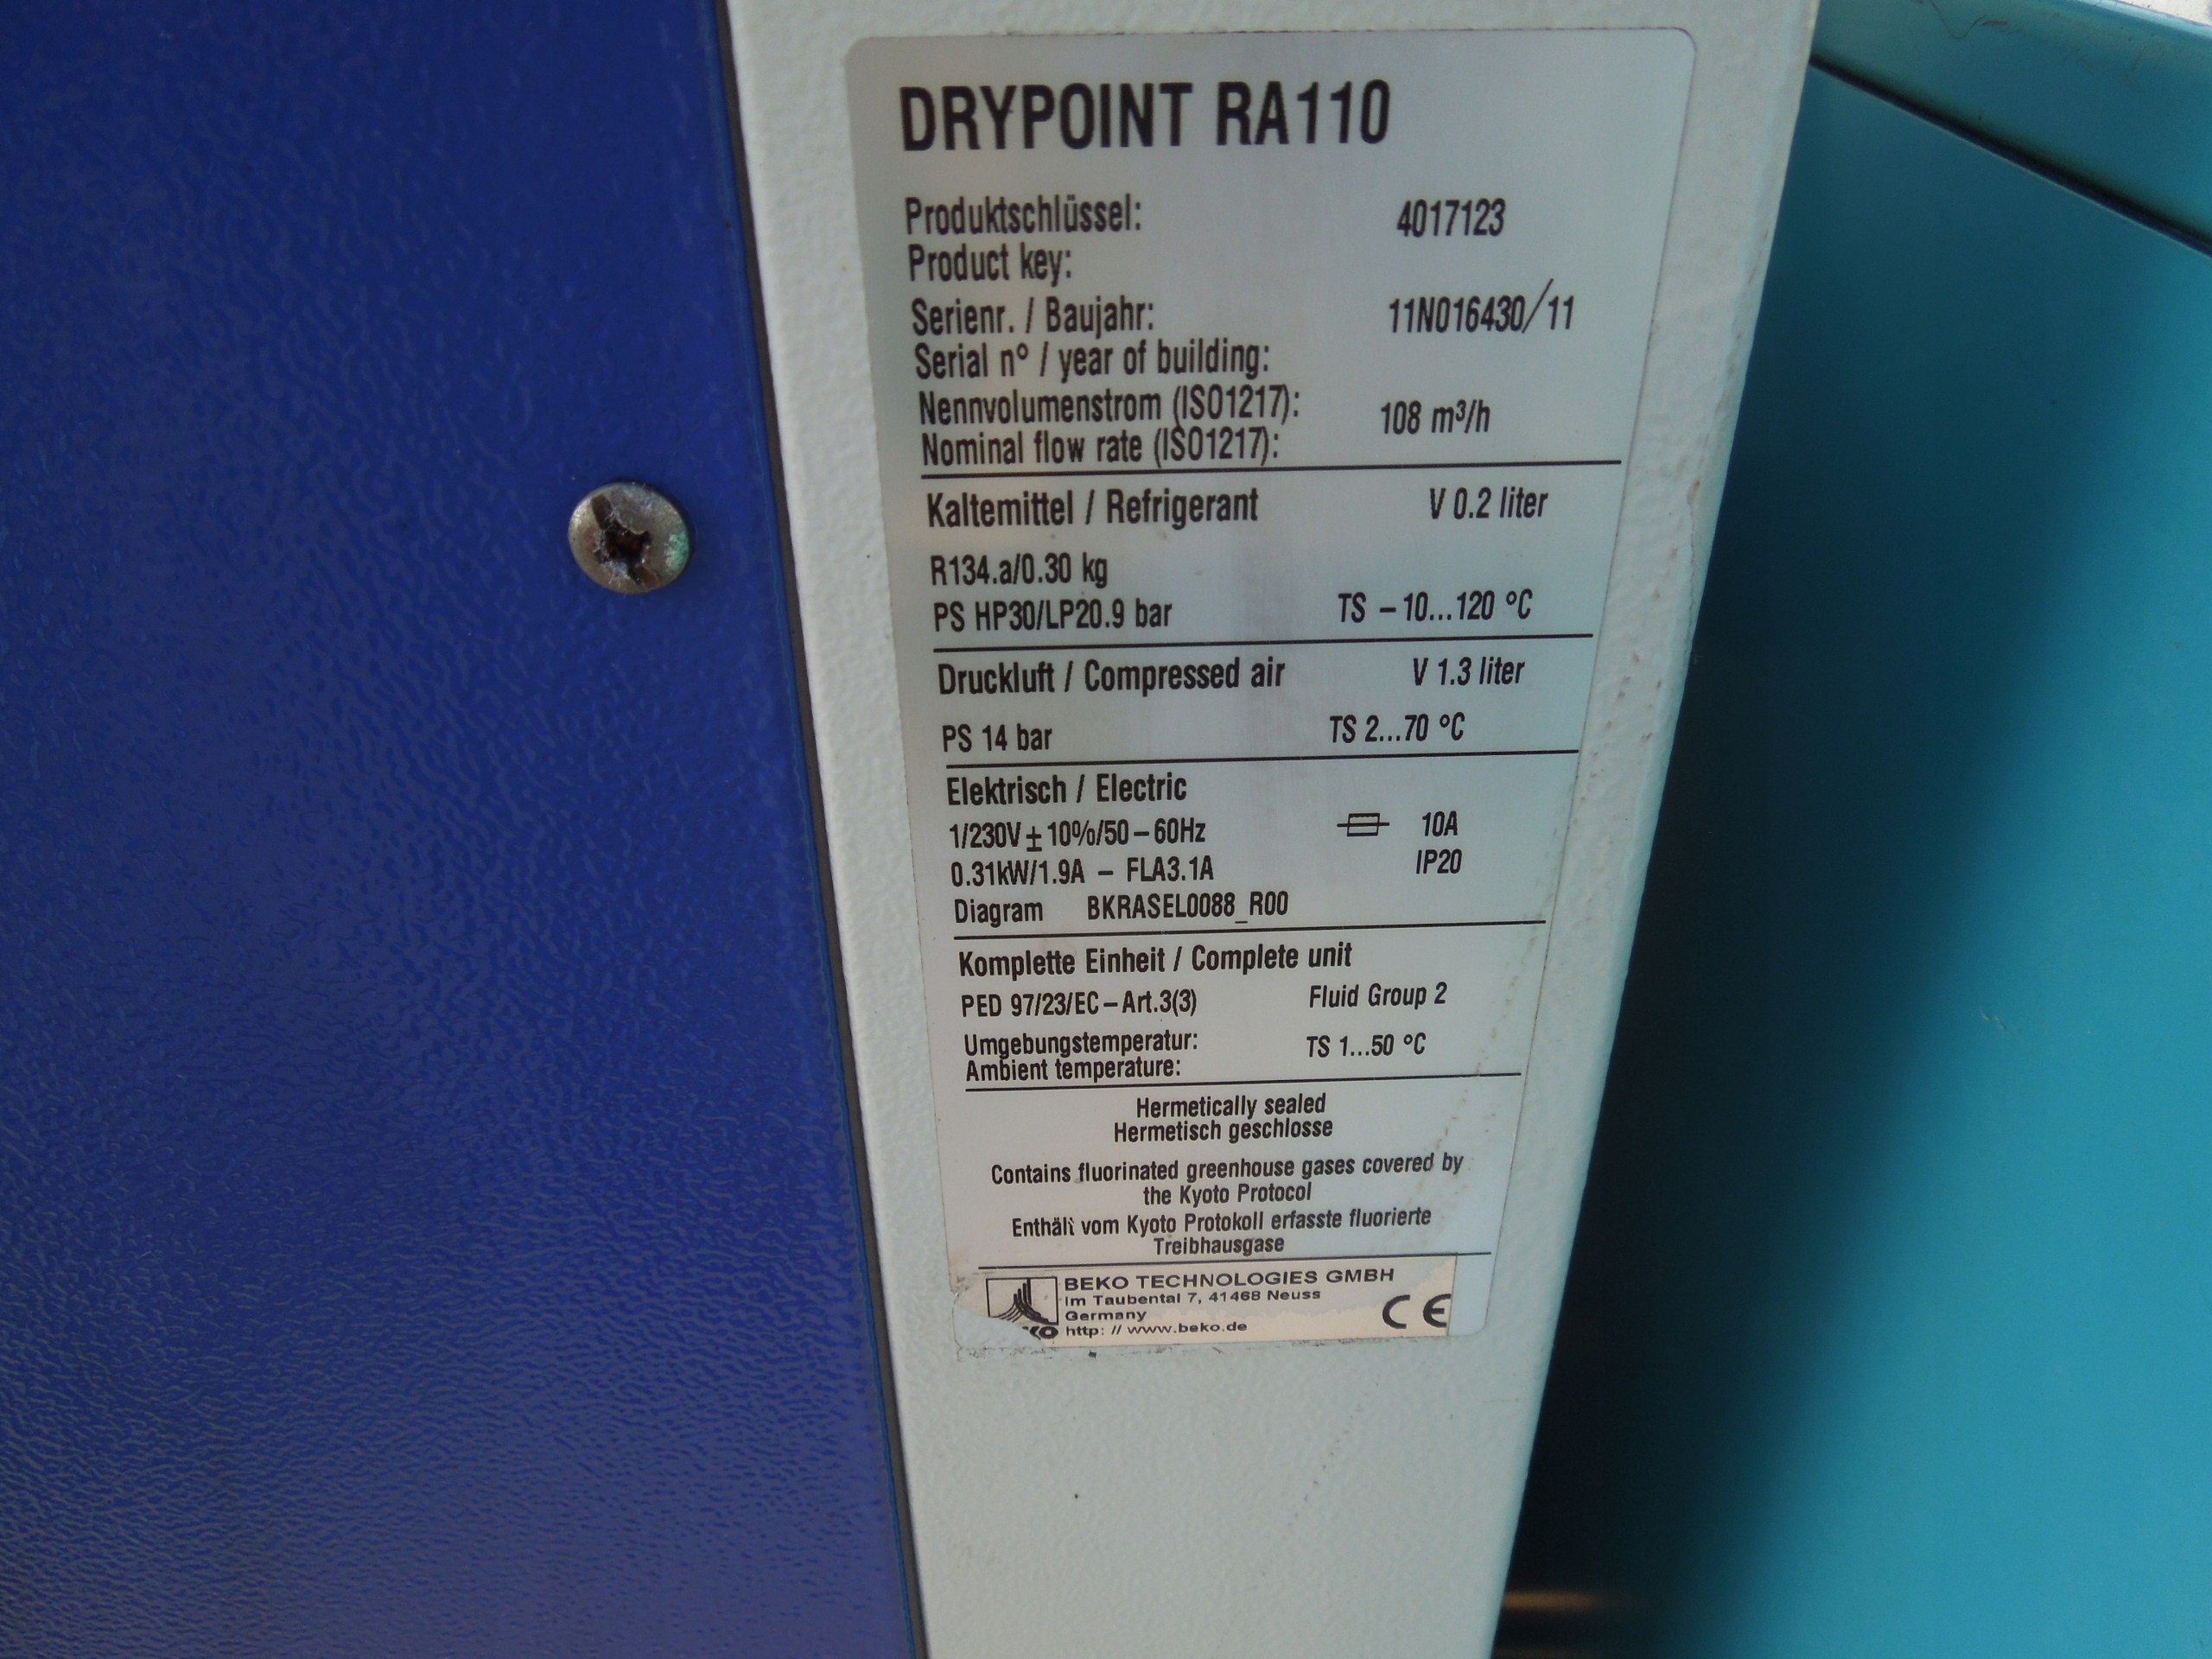 DRYPOINT RA110
Produktschlüssel: 4017123
Product key:
Serienr. / Baujahr: 11N016430/11
Serial n° / year of building:
Nennvolumenstrom (ISO1217): 108 m³/h
Nominal flow rate (ISO1217):
Kaltemittel / Refrigerant V 0.2 liter
R134.a/0.30 kg
PS HP30/LP20.9 bar TS –10...120 °C
Druckluft / Compressed air V 1.3 liter
PS 14 bar TS 2...70 °C
Elektrisch / Electric
1/230V ± 10%/50 – 60Hz 10A
0.31kW/1.9A – FLA3.1A IP20
Diagram BKRASEL0088_R00
Komplette Einheit / Complete unit
PED 97/23/EC – Art.3(3) Fluid Group 2
Umgebungstemperatur: TS 1...50 °C
Ambient temperature:
Hermetically sealed
Hermetisch geschlosse
Contains fluorinated greenhouse gases covered by
the Kyoto Protocol
Enthält vom Kyoto Protokoll erfasste fluorierte
Treibhausgase
BEKO TECHNOLOGIES GMBH
Im Taubental 7, 41468 Neuss
Germany
http: // www.beko.de
CE